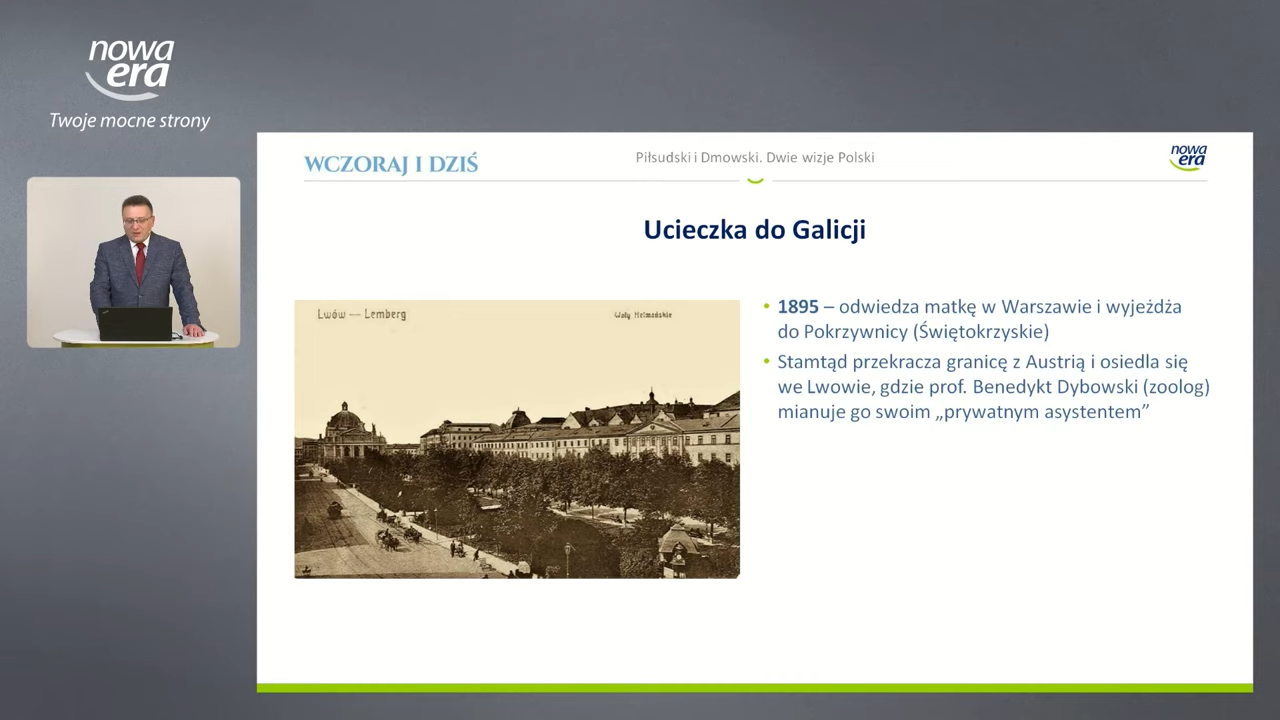 nowa
era
Twoje mocne strony
WCZORAJ I DZIŚ
Piłsudski i Dmowski. Dwie wizje Polski
nowa
era
Ucieczka do Galicji
Lwów — Lemberg
Wały Hetmańskie
• 1895 – odwiedza matkę w Warszawie i wyjeżdża
do Pokrzywnicy (Świętokrzyskie)
• Stamtąd przekracza granicę z Austrią i osiedla się
we Lwowie, gdzie prof. Benedykt Dybowski (zoolog)
mianuje go swoim „prywatnym asystentem”